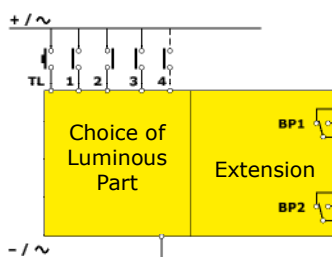 + / ~
TL 1 2 3 4
Choice of
Luminous
Part
Extension
BP1
BP2
- / ~